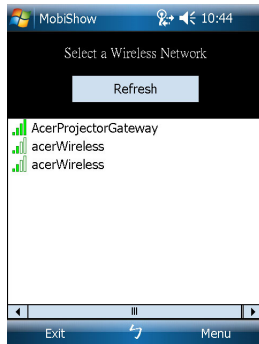 MobiShow 10:44
Select a Wireless Network
Refresh
AcerProjectorGateway
acerWireless
acerWireless
Exit ㄅ Menu